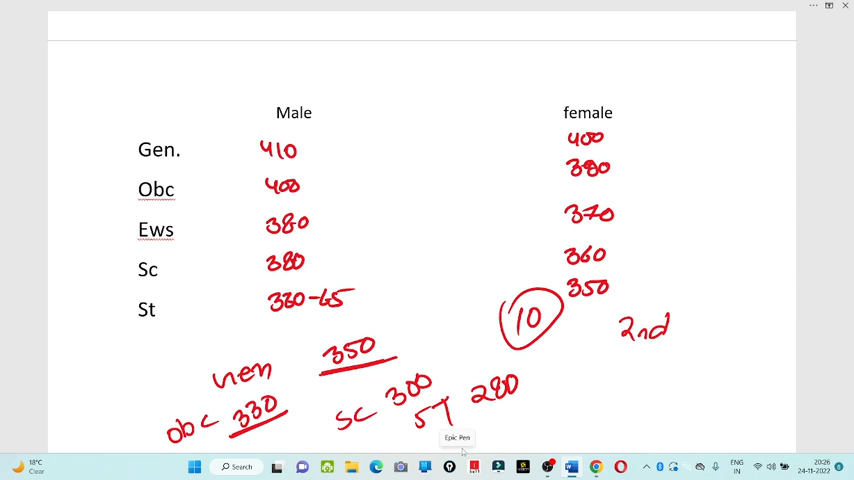 Male female
Gen. 410 400
Obc 400 380
Ews 380 370
Sc 380 360
St 330-65 350
10
2nd
350
obc 330
sc 300
ST 280
Epic Pen
18°C
Clear
Search
ENG
IN
20:26
24-11-2022